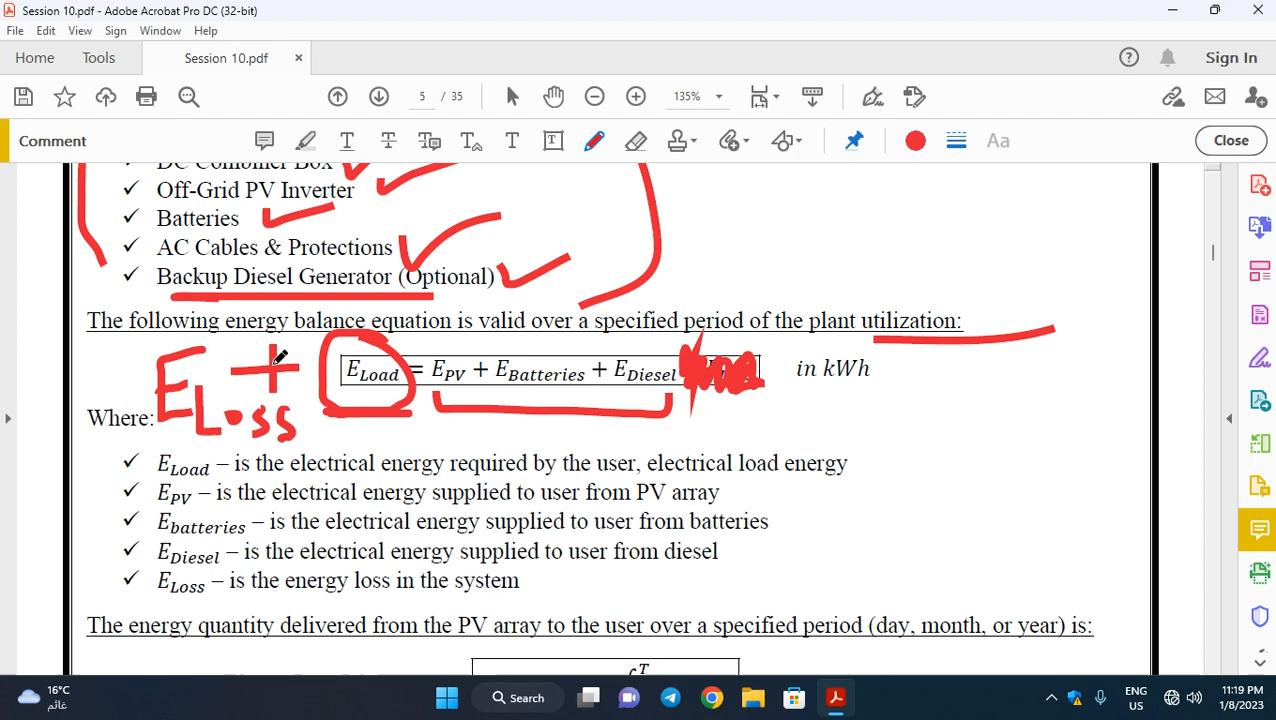 Session 10.pdf - Adobe Acrobat Pro DC (32-bit)
File Edit View Sign Window Help
Home Tools Session 10.pdf × Sign In
5 / 35 135%
Comment Aa Close
✓ DC Combiner Box
✓ Off-Grid PV Inverter
✓ Batteries
✓ AC Cables & Protections
✓ Backup Diesel Generator (Optional)
The following energy balance equation is valid over a specified period of the plant utilization:
E Loss + E_Load = E_PV + E_Batteries + E_Diesel in kWh
Where:
✓ E_Load – is the electrical energy required by the user, electrical load energy
✓ E_PV – is the electrical energy supplied to user from PV array
✓ E_batteries – is the electrical energy supplied to user from batteries
✓ E_Diesel – is the electrical energy supplied to user from diesel
✓ E_Loss – is the energy loss in the system
The energy quantity delivered from the PV array to the user over a specified period (day, month, or year) is:
16°C
غائم
Search
ENG
US
11:19 PM
1/8/2023